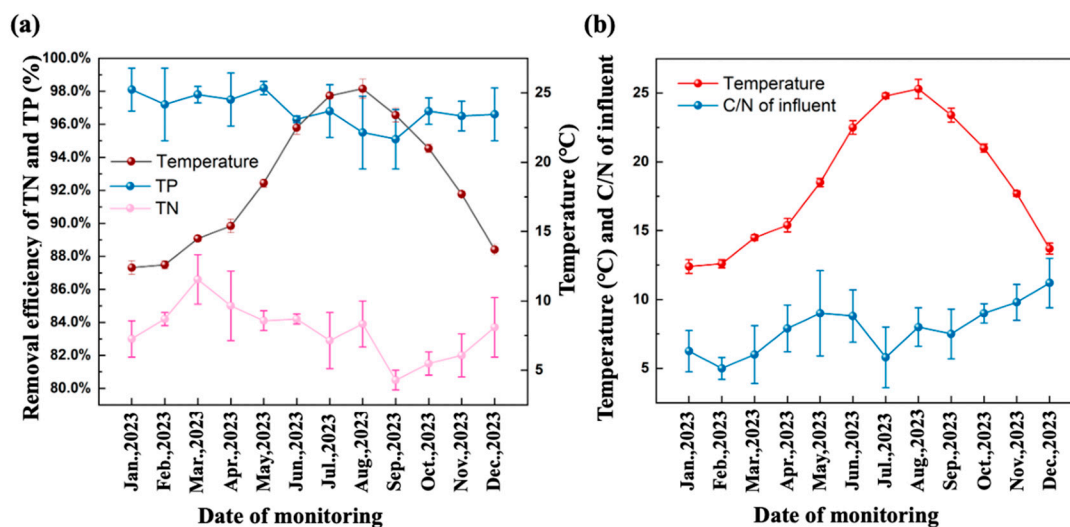 (a)
Removal efficiency of TN and TP (%)
100.0%
98.0%
96.0%
94.0%
92.0%
90.0%
88.0%
86.0%
84.0%
82.0%
80.0%
Temperature
TP
TN
25
20
15
10
5
Temperature (°C)
Jan.,2023
Feb.,2023
Mar.,2023
Apr.,2023
May,2023
Jun.,2023
Jul.,2023
Aug.,2023
Sep.,2023
Oct.,2023
Nov.,2023
Dec.,2023
Date of monitoring
(b)
Temperature (°C) and C/N of influent
25
20
15
10
5
Temperature
C/N of influent
Jan.,2023
Feb.,2023
Mar.,2023
Apr.,2023
May,2023
Jun.,2023
Jul.,2023
Aug.,2023
Sep.,2023
Oct.,2023
Nov.,2023
Dec.,2023
Date of monitoring